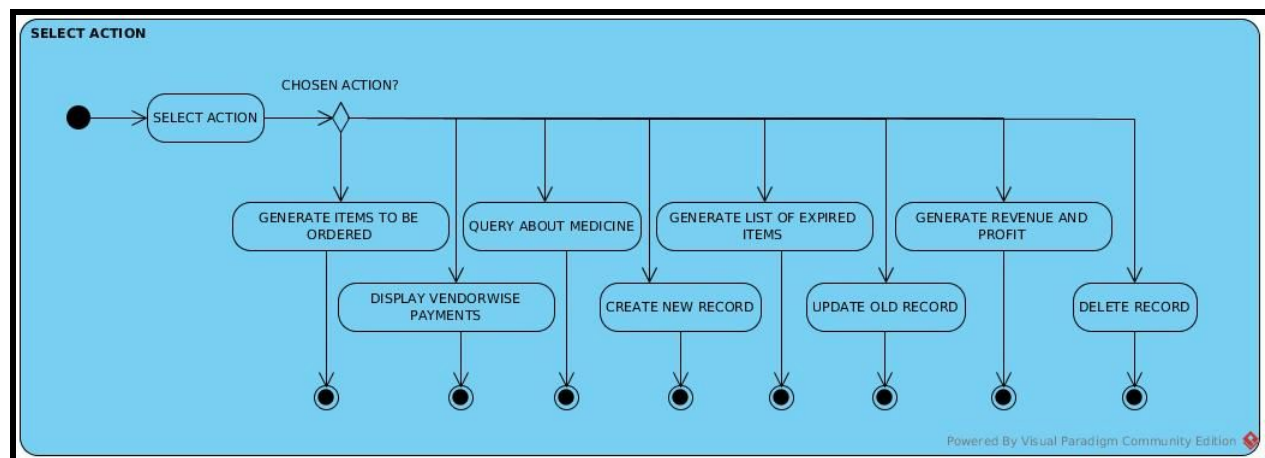 SELECT ACTION
CHOSEN ACTION?
SELECT ACTION
GENERATE ITEMS TO BE
ORDERED
QUERY ABOUT MEDICINE
GENERATE LIST OF EXPIRED
ITEMS
GENERATE REVENUE AND
PROFIT
DISPLAY VENDORWISE
PAYMENTS
CREATE NEW RECORD
UPDATE OLD RECORD
DELETE RECORD
Powered By Visual Paradigm Community Edition